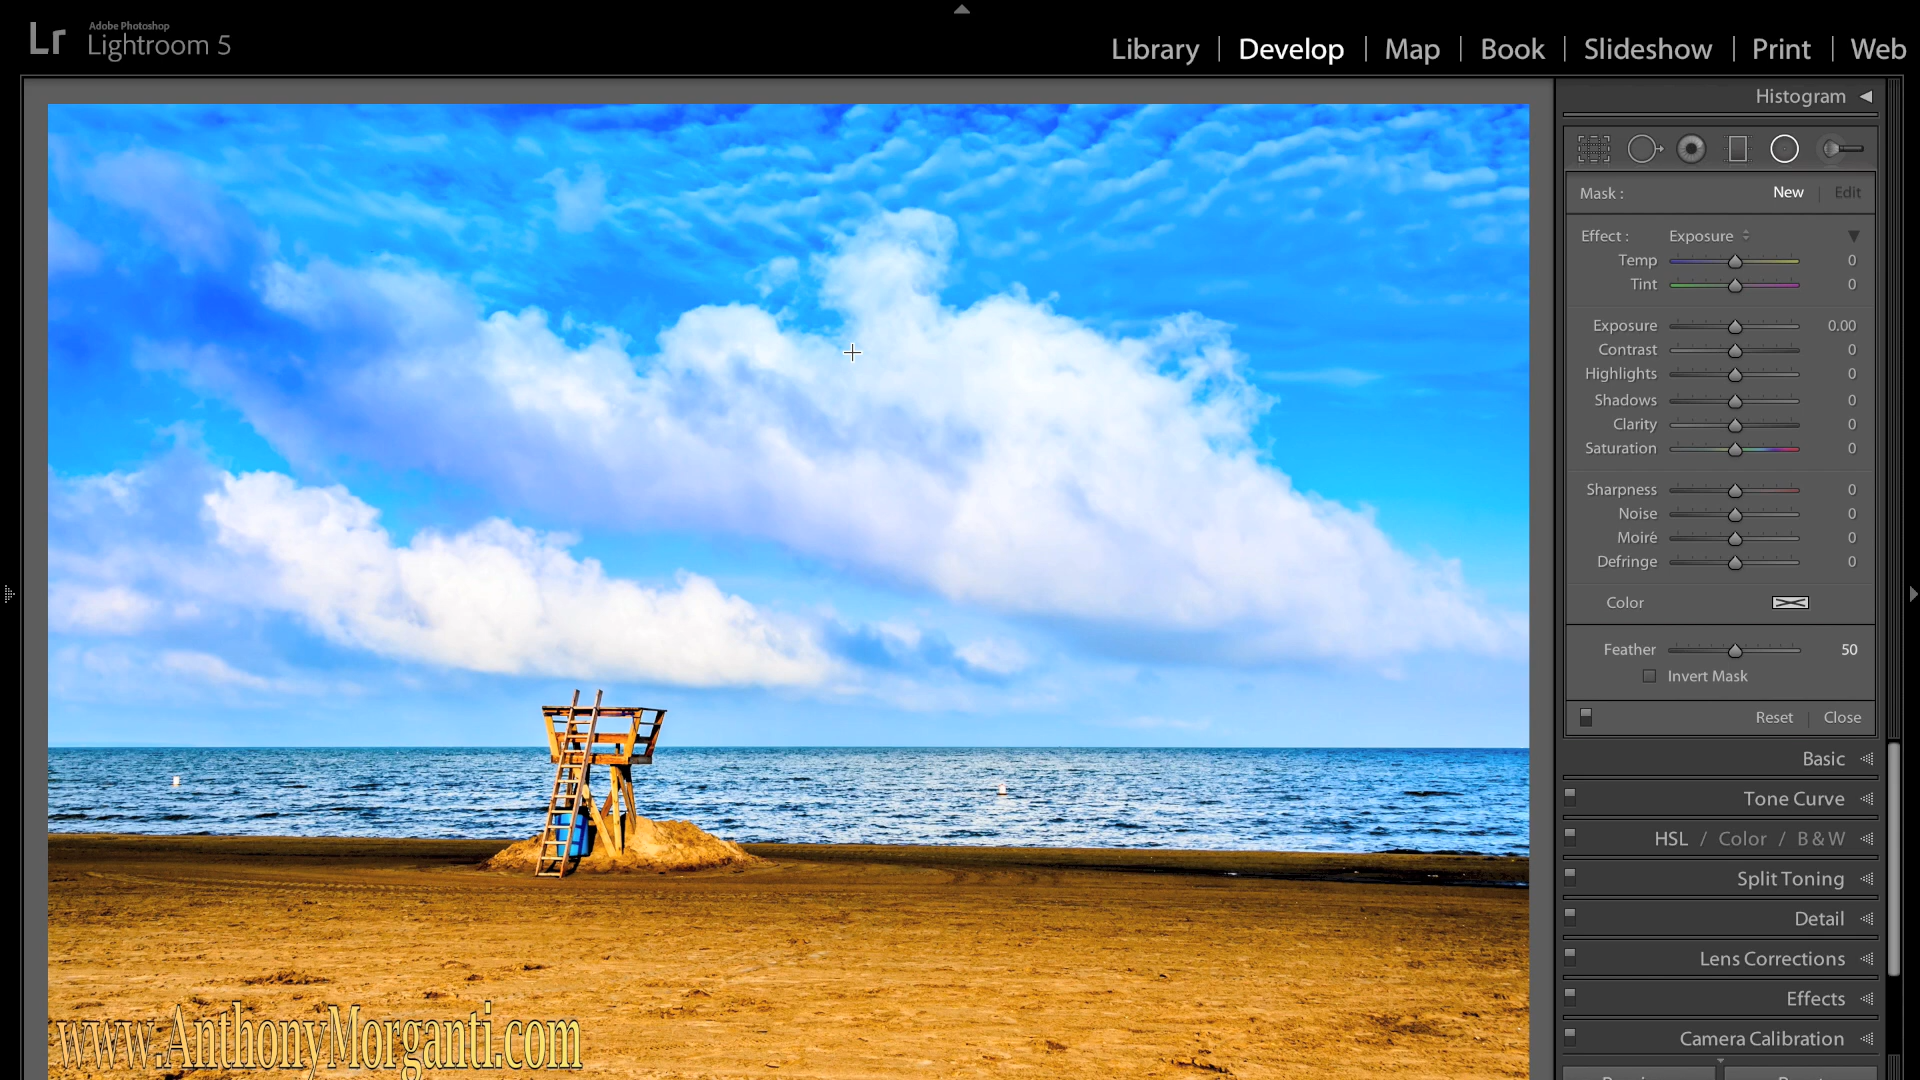 Lr Adobe Photoshop
Lightroom 5
Library | Develop | Map | Book | Slideshow | Print | Web
Histogram
Mask : New | Edit
Effect : Exposure
Temp 0
Tint 0
Exposure 0.00
Contrast 0
Highlights 0
Shadows 0
Clarity 0
Saturation 0
Sharpness 0
Noise 0
Moiré 0
Defringe 0
Color
Feather 50
Invert Mask
Reset | Close
Basic
Tone Curve
HSL / Color / B & W
Split Toning
Detail
Lens Corrections
Effects
Camera Calibration
www.AnthonyMorganti.com